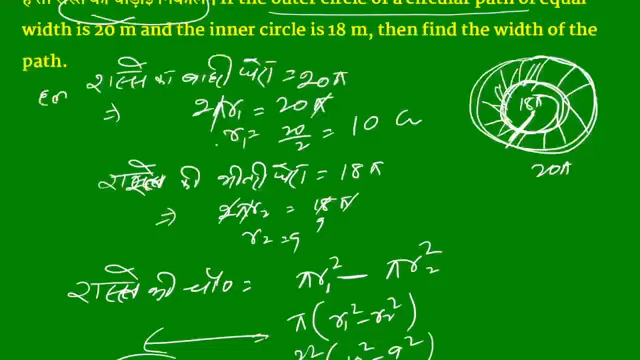 है तो रास्ते की चौड़ाई निकालें। If the outer circle of a circular path of equal
width is 20 m and the inner circle is 18 m, then find the width of the
path.
रास्ते का बाहरी घेरा = 20π
⇒ 2πr₁ = 20π
r₁ = 20/2 = 10
18π
20π
रास्ते की भीतरी घेरा = 18π
⇒ 2πr₂ = 18π
9
r₂ = 9
रास्ते की चौ० = πr₁² − πr₂²
π(r₁² − r₂²)